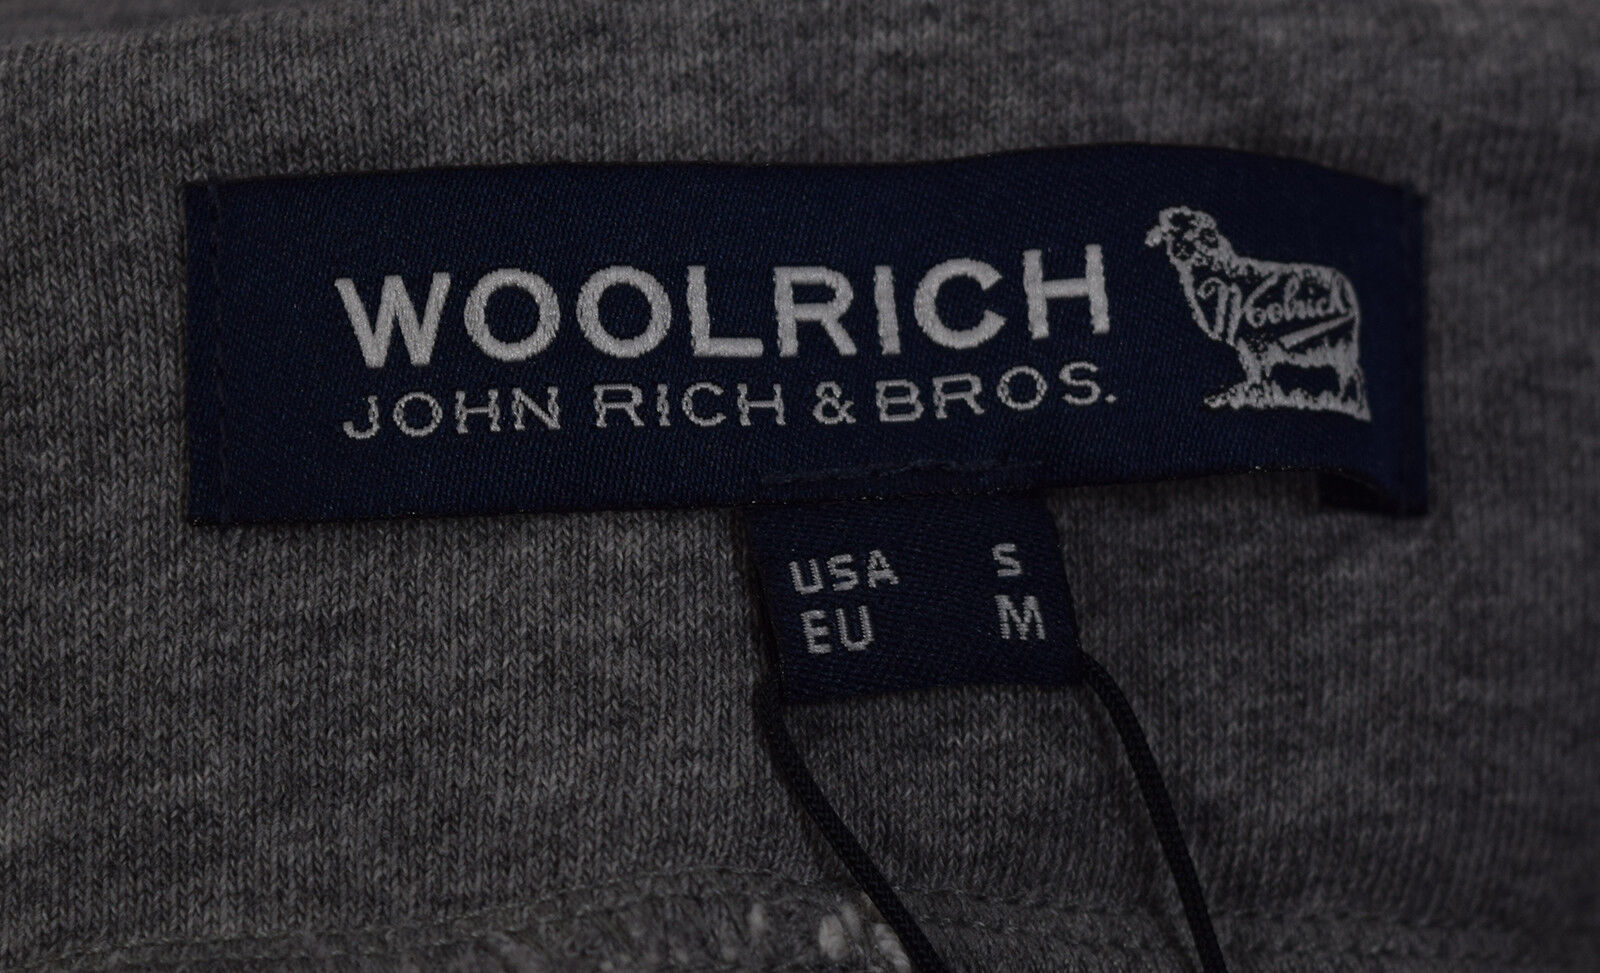 WOOLRICH
Woolrich
JOHN RICH & BROS.
USA S
EU M